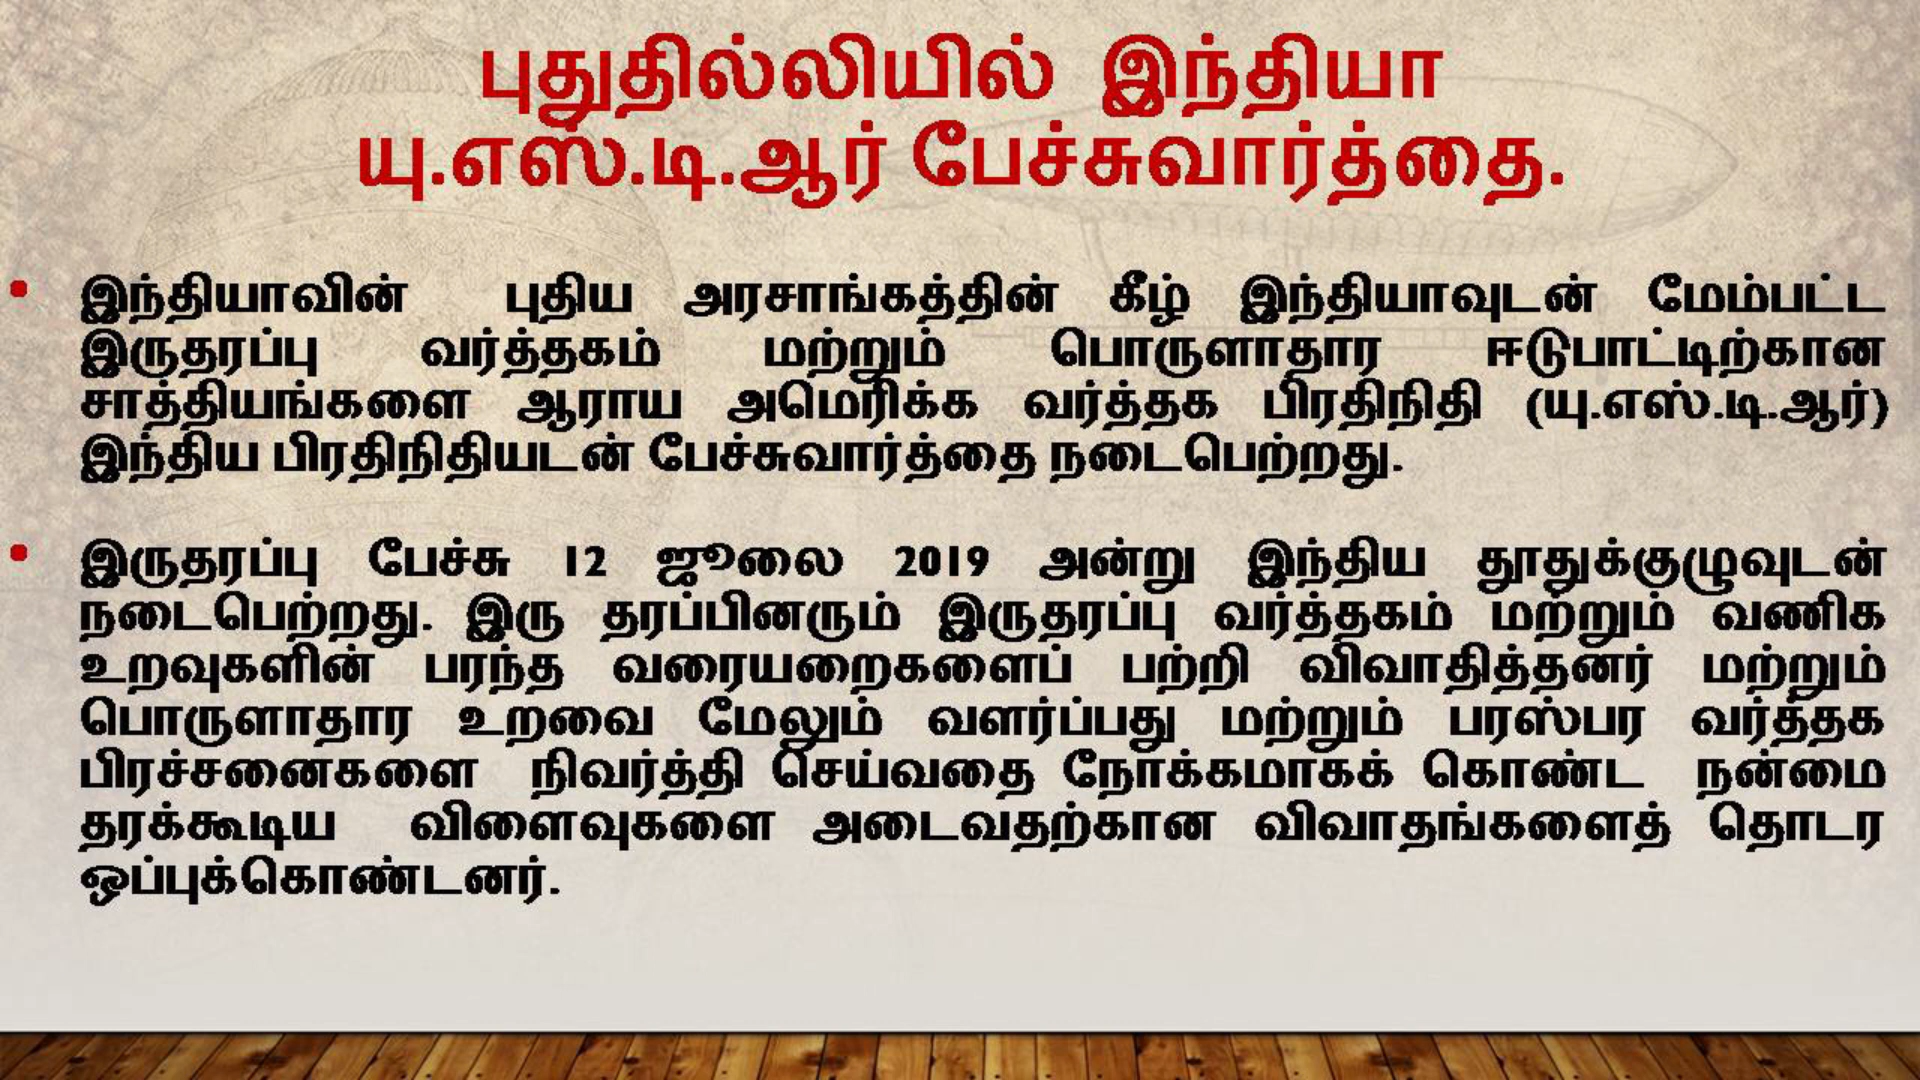 புதுதில்லியில் இந்தியா
யு.எஸ்.டி.ஆர் பேச்சுவார்த்தை.
• இந்தியாவின் புதிய அரசாங்கத்தின் கீழ் இந்தியாவுடன் மேம்பட்ட
இருதரப்பு வர்த்தகம் மற்றும் பொருளாதார ஈடுபாட்டிற்கான
சாத்தியங்களை ஆராய அமெரிக்க வர்த்தக பிரதிநிதி (யு.எஸ்.டி.ஆர்)
இந்திய பிரதிநிதியடன் பேச்சுவார்த்தை நடைபெற்றது.
• இருதரப்பு பேச்சு 12 ஜூலை 2019 அன்று இந்திய தூதுக்குழுவுடன்
நடைபெற்றது. இரு தரப்பினரும் இருதரப்பு வர்த்தகம் மற்றும் வணிக
உறவுகளின் பரந்த வரையறைகளைப் பற்றி விவாதித்தனர் மற்றும்
பொருளாதார உறவை மேலும் வளர்ப்பது மற்றும் பரஸ்பர வர்த்தக
பிரச்சனைகளை நிவர்த்தி செய்வதை நோக்கமாகக் கொண்ட நன்மை
தரக்கூடிய விளைவுகளை அடைவதற்கான விவாதங்களைத் தொடர
ஒப்புக்கொண்டனர்.